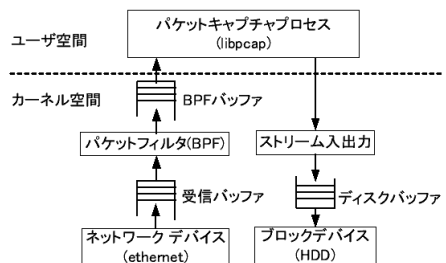 パケットキャプチャプロセス
(libpcap)
ユーザ空間
カーネル空間
BPFバッファ
パケットフィルタ(BPF)
ストリーム入出力
受信バッファ
ディスクバッファ
ネットワーク デバイス
(ethernet)
ブロックデバイス
(HDD)